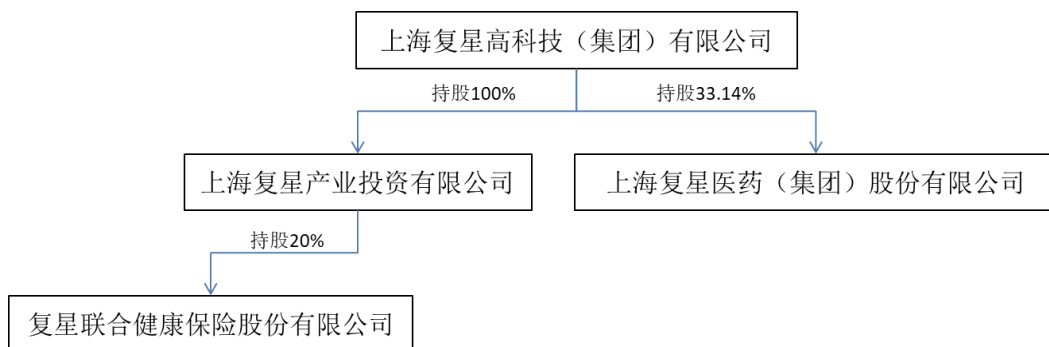 上海复星高科技（集团）有限公司
持股100%
持股33.14%
上海复星产业投资有限公司
上海复星医药（集团）股份有限公司
持股20%
复星联合健康保险股份有限公司